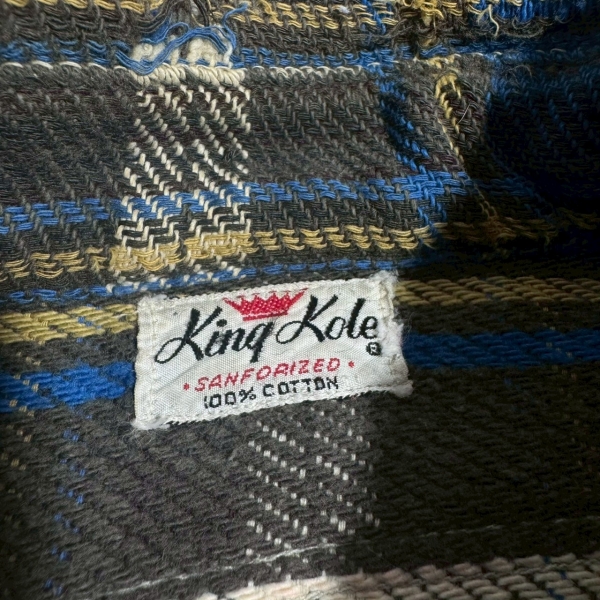 King Kole ®
• SANFORIZED •
100% COTTON